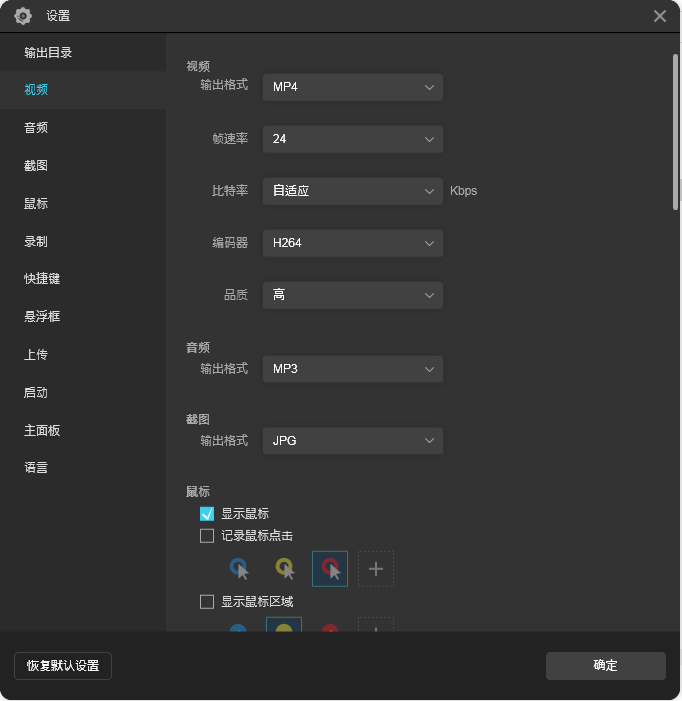 设置
输出目录
视频
音频
截图
鼠标
录制
快捷键
悬浮框
上传
启动
主面板
语言
视频
输出格式 MP4
帧速率 24
比特率 自适应 Kbps
编码器 H264
品质 高
音频
输出格式 MP3
截图
输出格式 JPG
鼠标
显示鼠标
记录鼠标点击
显示鼠标区域
恢复默认设置
确定